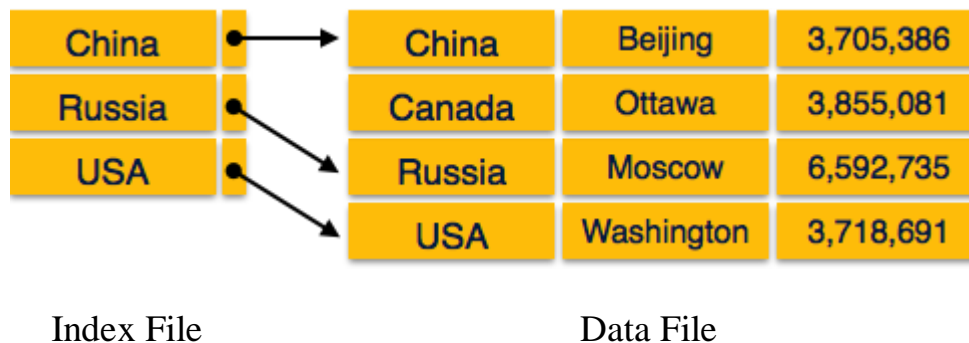 China China Beijing 3,705,386
Russia Canada Ottawa 3,855,081
USA Russia Moscow 6,592,735
USA Washington 3,718,691
Index File Data File